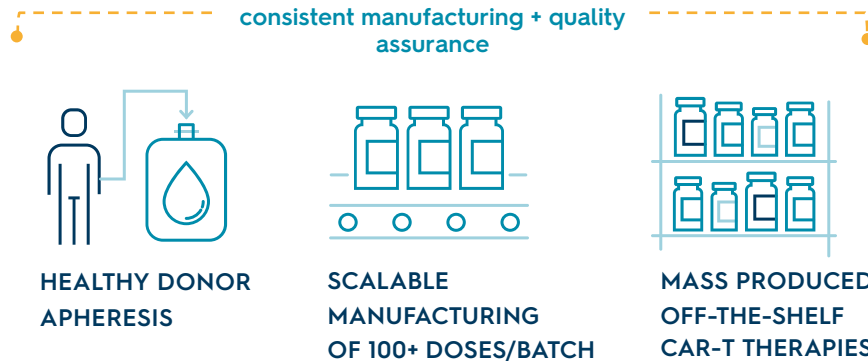 consistent manufacturing + quality
assurance
HEALTHY DONOR
APHERESIS
SCALABLE
MANUFACTURING
OF 100+ DOSES/BATCH
MASS PRODUCED
OFF-THE-SHELF
CAR-T THERAPIES